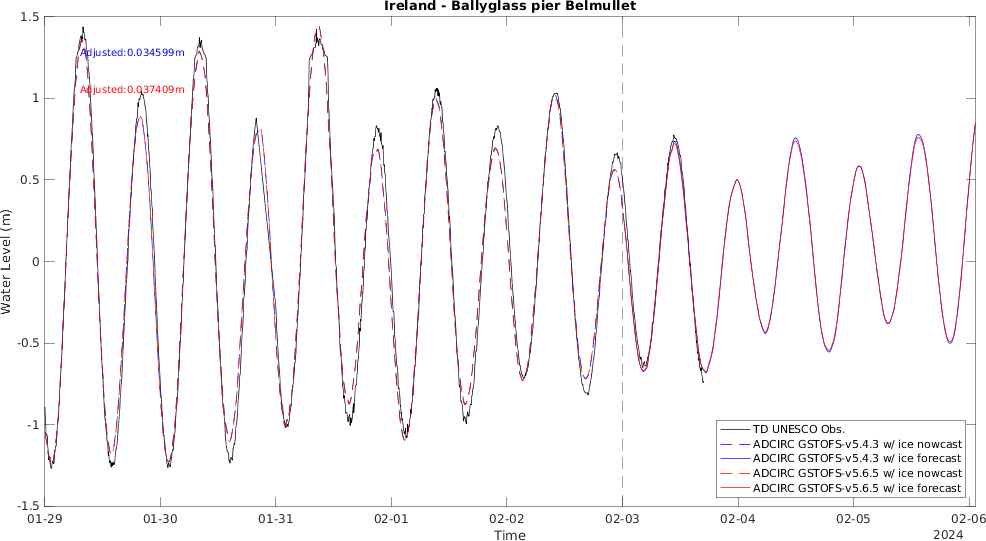 Ireland - Ballyglass pier Belmullet
Adjusted:0.034599m
Adjusted:0.037409m
Water Level (m)
1.5
1
0.5
0
-0.5
-1
-1.5
01-29 01-30 01-31 02-01 02-02 02-03 02-04 02-05 02-06
Time
2024
TD UNESCO Obs.
ADCIRC GSTOFS-v5.4.3 w/ ice nowcast
ADCIRC GSTOFS-v5.4.3 w/ ice forecast
ADCIRC GSTOFS-v5.6.5 w/ ice nowcast
ADCIRC GSTOFS-v5.6.5 w/ ice forecast